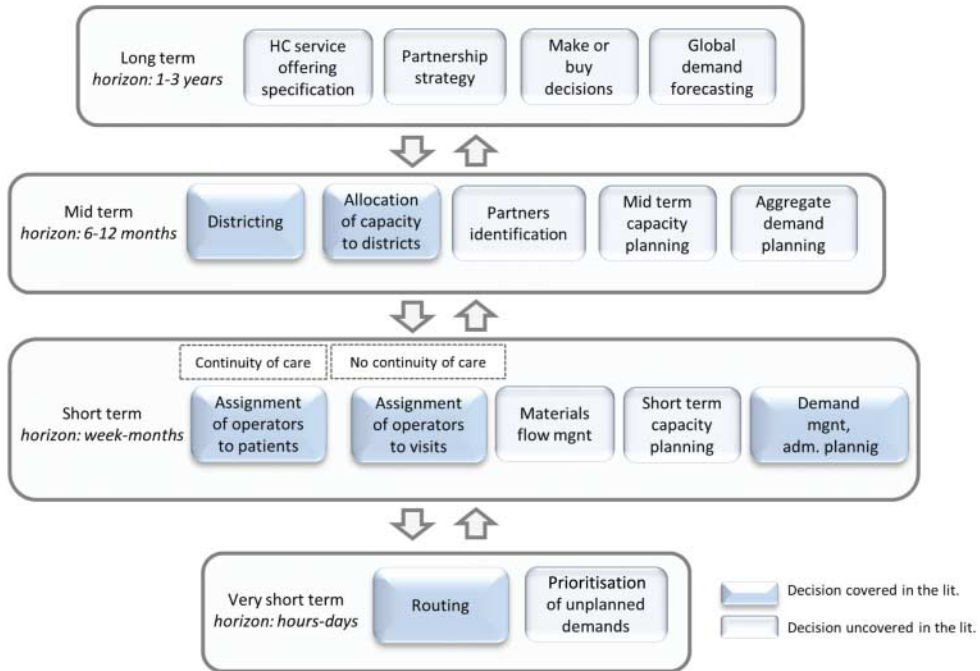 Long term
horizon: 1-3 years
HC service
offering
specification
Partnership
strategy
Make or
buy
decisions
Global
demand
forecasting
Mid term
horizon: 6-12 months
Districting
Allocation
of capacity
to districts
Partners
identification
Mid term
capacity
planning
Aggregate
demand
planning
Continuity of care
No continuity of care
Short term
horizon: week-months
Assignment
of operators
to patients
Assignment
of operators
to visits
Materials
flow mgnt
Short term
capacity
planning
Demand
mgnt,
adm. plannig
Very short term
horizon: hours-days
Routing
Prioritisation
of unplanned
demands
Decision covered in the lit.
Decision uncovered in the lit.